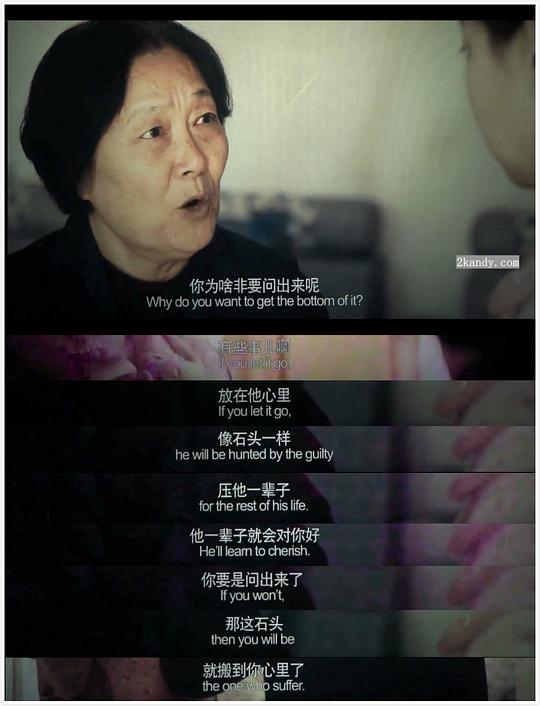 2kandy.com
你为啥非要问出来呢
Why do you want to get the bottom of it?
有些事儿啊
If you let it go,
放在他心里
If you let it go,
像石头一样
he will be hunted by the guilty
压他一辈子
for the rest of his life.
他一辈子就会对你好
He'll learn to cherish.
你要是问出来了
If you won't,
那这石头
then you will be
就搬到你心里了
the one who suffer.